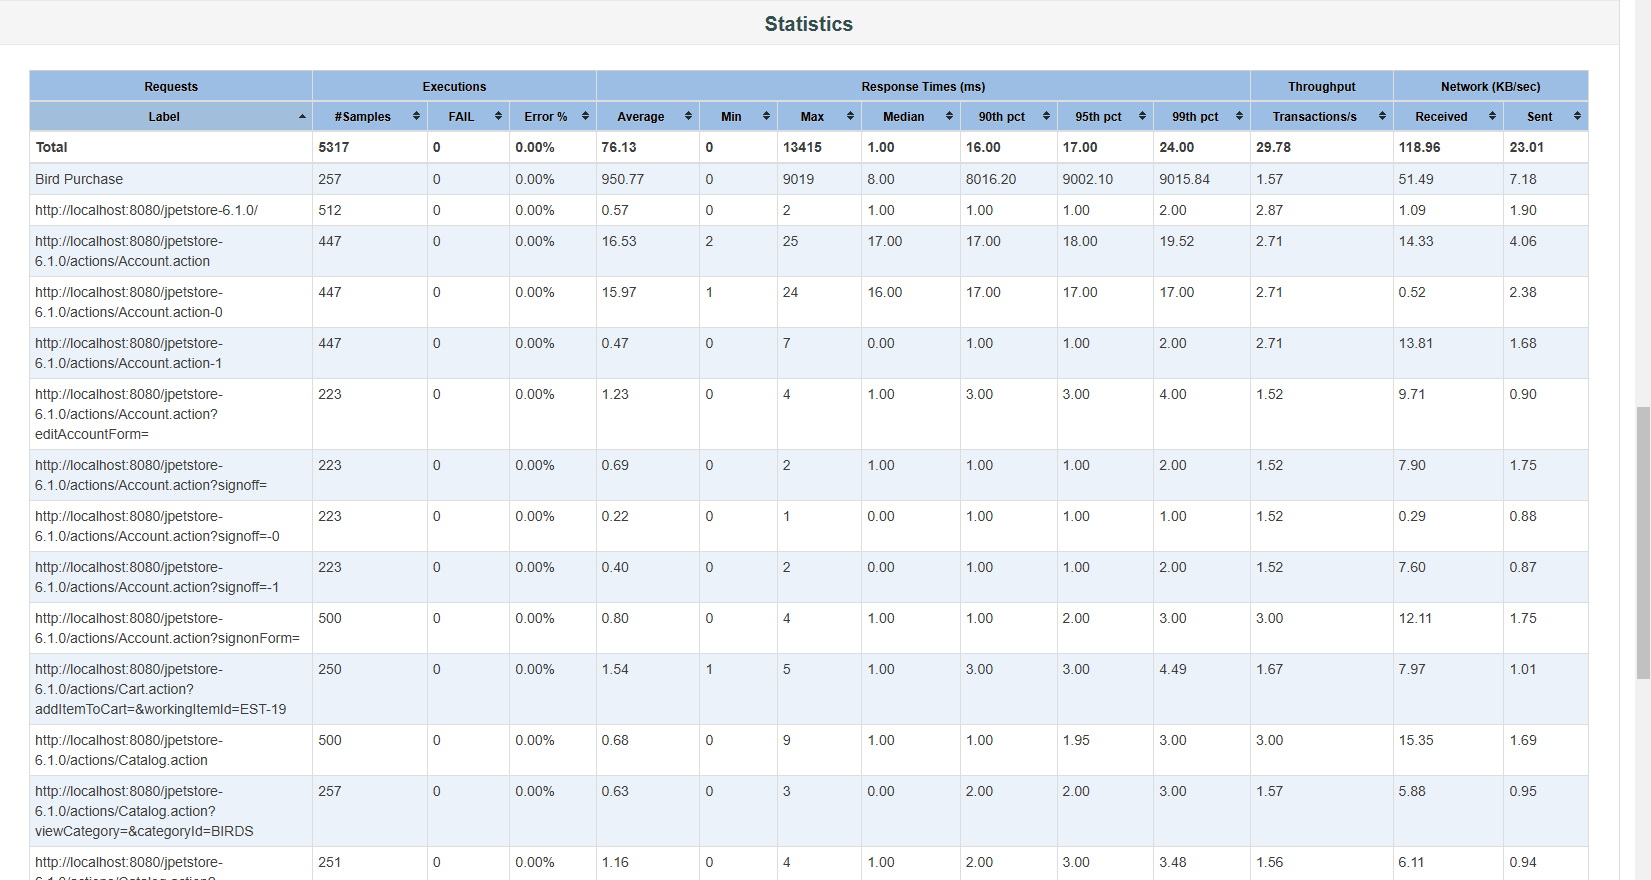 Statistics
Requests Executions Response Times (ms) Throughput Network (KB/sec)
Label #Samples FAIL Error % Average Min Max Median 90th pct 95th pct 99th pct Transactions/s Received Sent
Total 5317 0 0.00% 76.13 0 13415 1.00 16.00 17.00 24.00 29.78 118.96 23.01
Bird Purchase 257 0 0.00% 950.77 0 9019 8.00 8016.20 9002.10 9015.84 1.57 51.49 7.18
http://localhost:8080/jpetstore-6.1.0/ 512 0 0.00% 0.57 0 2 1.00 1.00 1.00 2.00 2.87 1.09 1.90
http://localhost:8080/jpetstore- 447 0 0.00% 16.53 2 25 17.00 17.00 18.00 19.52 2.71 14.33 4.06
6.1.0/actions/Account.action
http://localhost:8080/jpetstore- 447 0 0.00% 15.97 1 24 16.00 17.00 17.00 17.00 2.71 0.52 2.38
6.1.0/actions/Account.action-0
http://localhost:8080/jpetstore- 447 0 0.00% 0.47 0 7 0.00 1.00 1.00 2.00 2.71 13.81 1.68
6.1.0/actions/Account.action-1
http://localhost:8080/jpetstore- 223 0 0.00% 1.23 0 4 1.00 3.00 3.00 4.00 1.52 9.71 0.90
6.1.0/actions/Account.action?
editAccountForm=
http://localhost:8080/jpetstore- 223 0 0.00% 0.69 0 2 1.00 1.00 1.00 2.00 1.52 7.90 1.75
6.1.0/actions/Account.action?signoff=
http://localhost:8080/jpetstore- 223 0 0.00% 0.22 0 1 0.00 1.00 1.00 1.00 1.52 0.29 0.88
6.1.0/actions/Account.action?signoff=-0
http://localhost:8080/jpetstore- 223 0 0.00% 0.40 0 2 0.00 1.00 1.00 2.00 1.52 7.60 0.87
6.1.0/actions/Account.action?signoff=-1
http://localhost:8080/jpetstore- 500 0 0.00% 0.80 0 4 1.00 1.00 2.00 3.00 3.00 12.11 1.75
6.1.0/actions/Account.action?signonForm=
http://localhost:8080/jpetstore- 250 0 0.00% 1.54 1 5 1.00 3.00 3.00 4.49 1.67 7.97 1.01
6.1.0/actions/Cart.action?
addItemToCart=&workingItemId=EST-19
http://localhost:8080/jpetstore- 500 0 0.00% 0.68 0 9 1.00 1.00 1.95 3.00 3.00 15.35 1.69
6.1.0/actions/Catalog.action
http://localhost:8080/jpetstore- 257 0 0.00% 0.63 0 3 0.00 2.00 2.00 3.00 1.57 5.88 0.95
6.1.0/actions/Catalog.action?
viewCategory=&categoryId=BIRDS
http://localhost:8080/jpetstore- 251 0 0.00% 1.16 0 4 1.00 2.00 3.00 3.48 1.56 6.11 0.94